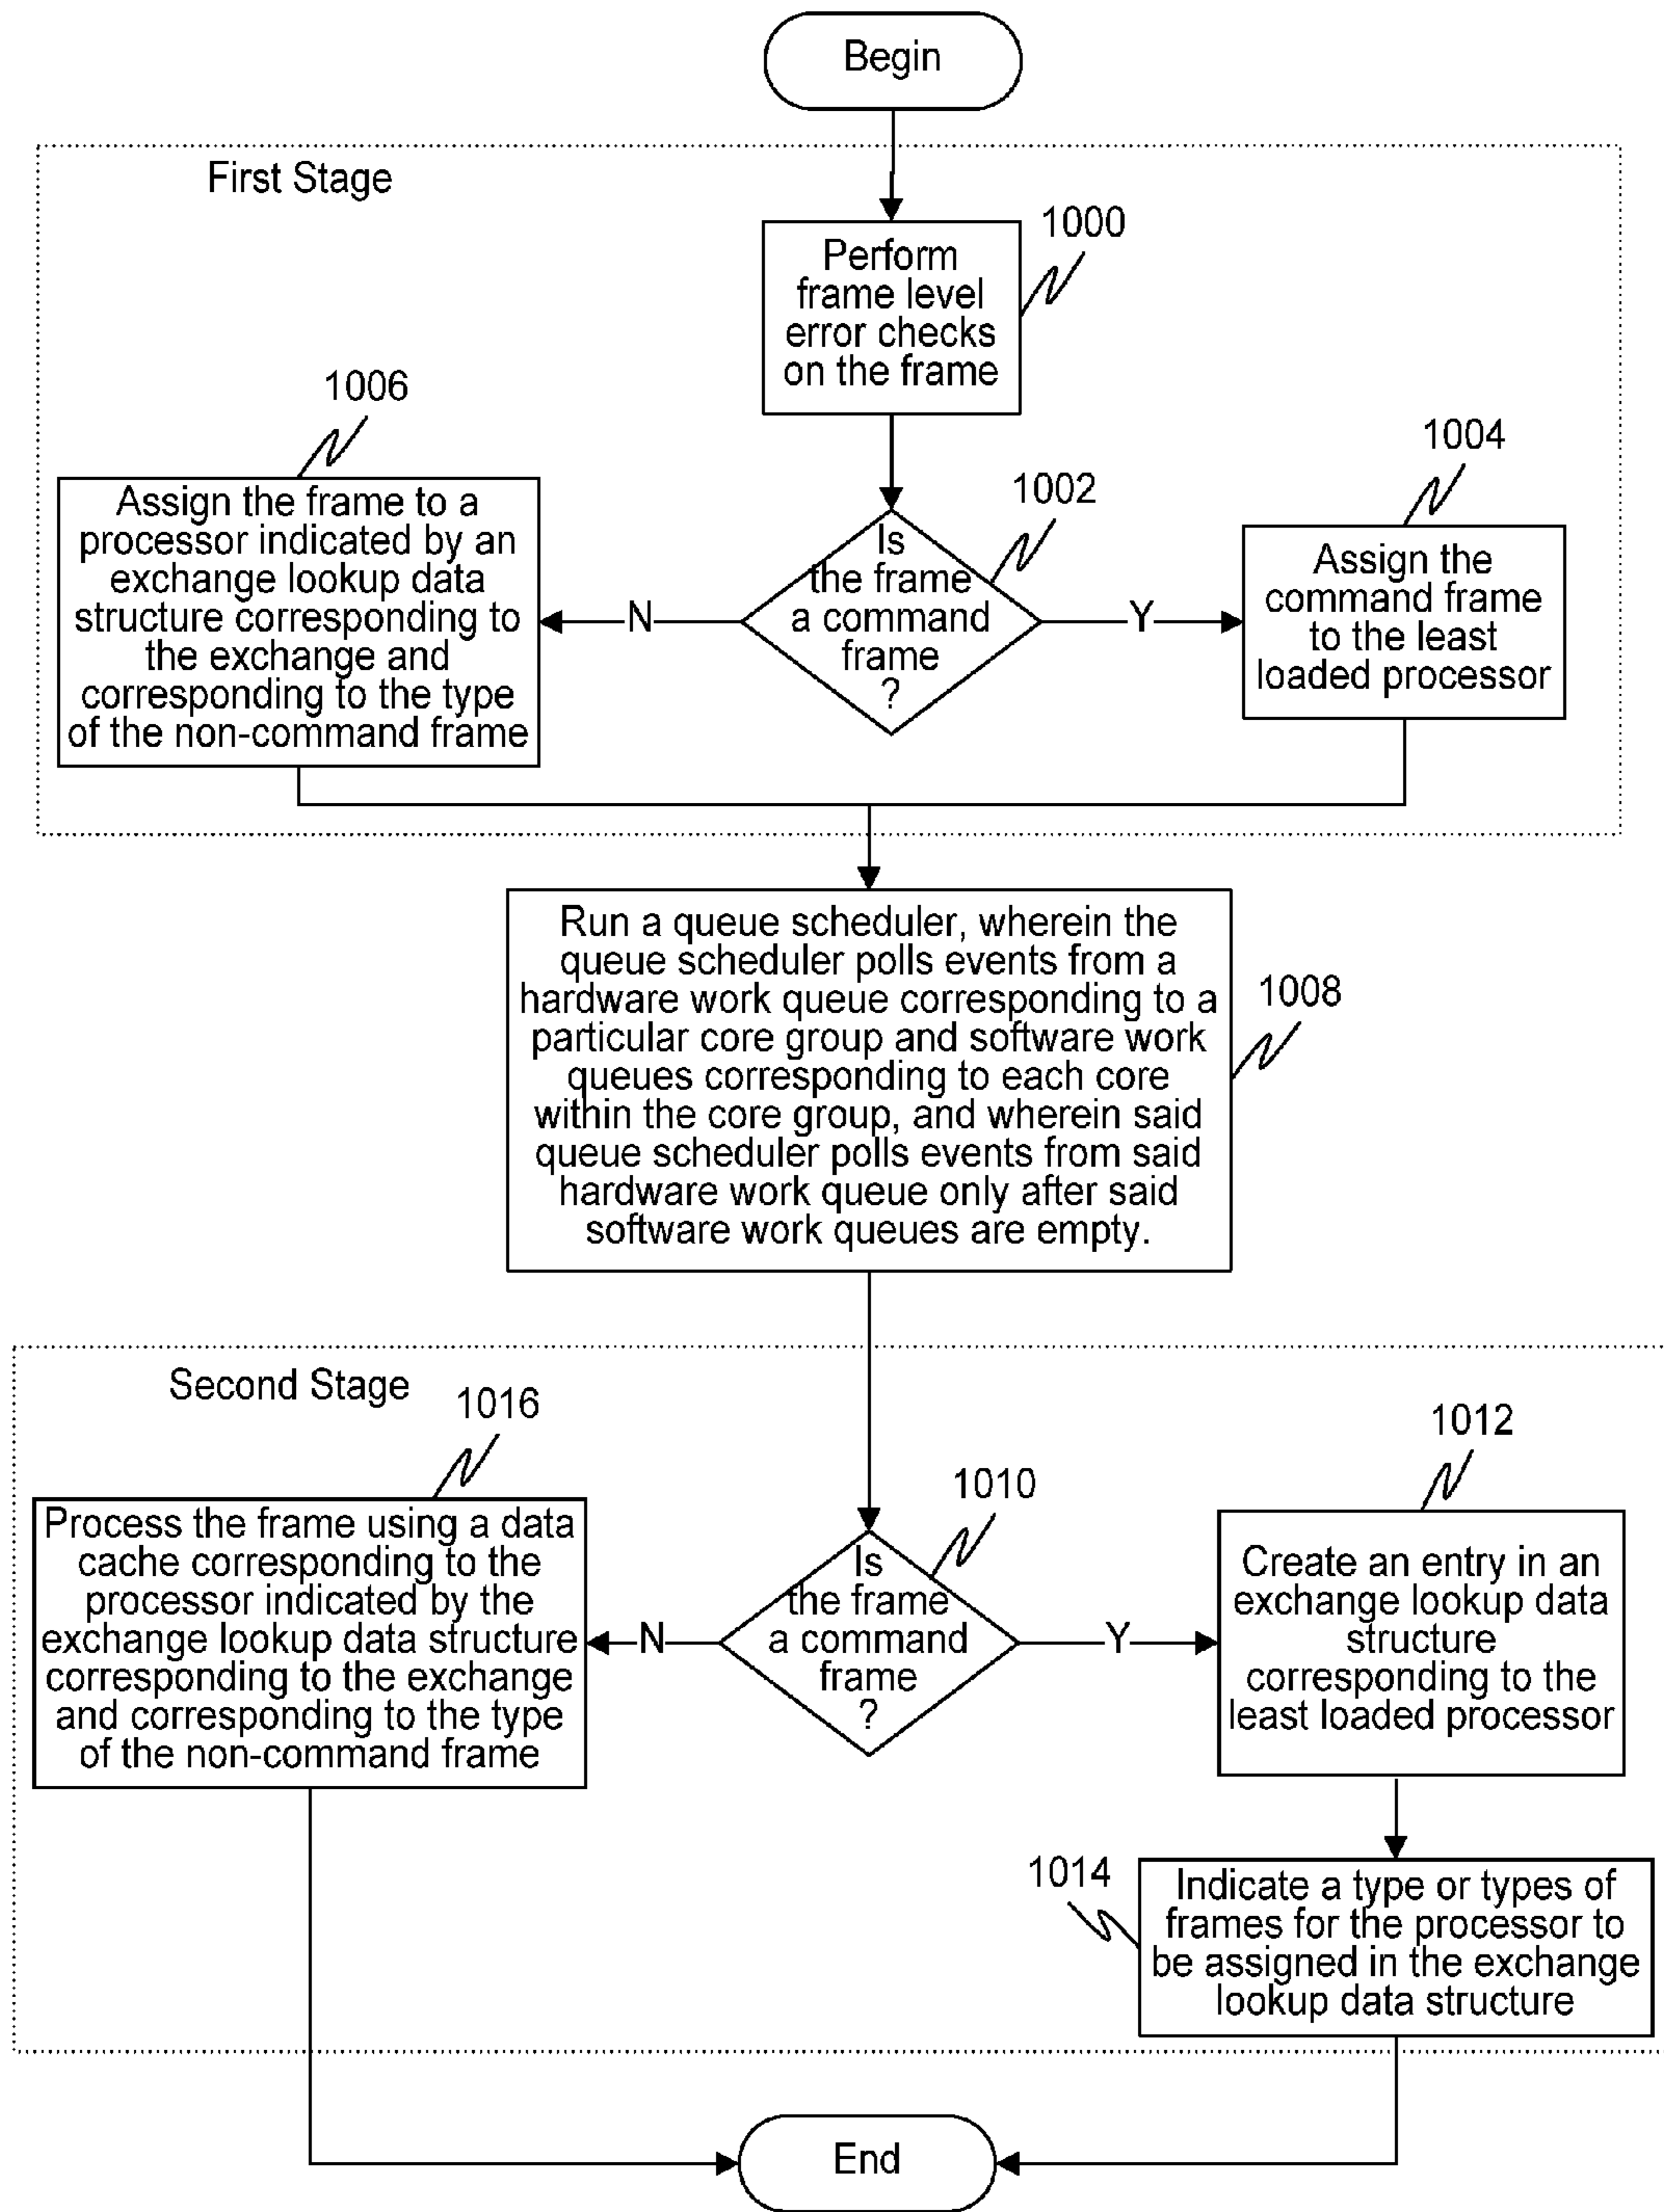 Begin
First Stage
1000
Perform
frame level
error checks
on the frame
1006
Assign the frame to a
processor indicated by an
exchange lookup data
structure corresponding to
the exchange and
corresponding to the type
of the non-command frame
1002
Is
the frame
a command
frame
?
N
Y
1004
Assign the
command frame
to the least
loaded processor
Run a queue scheduler, wherein the
queue scheduler polls events from a
hardware work queue corresponding to a
particular core group and software work
queues corresponding to each core
within the core group, and wherein said
queue scheduler polls events from said
hardware work queue only after said
software work queues are empty.
1008
Second Stage
1016
Process the frame using a data
cache corresponding to the
processor indicated by the
exchange lookup data structure
corresponding to the exchange
and corresponding to the type
of the non-command frame
1010
Is
the frame
a command
frame
?
N
Y
1012
Create an entry in an
exchange lookup data
structure
corresponding to the
least loaded processor
1014
Indicate a type or types of
frames for the processor to
be assigned in the exchange
lookup data structure
End